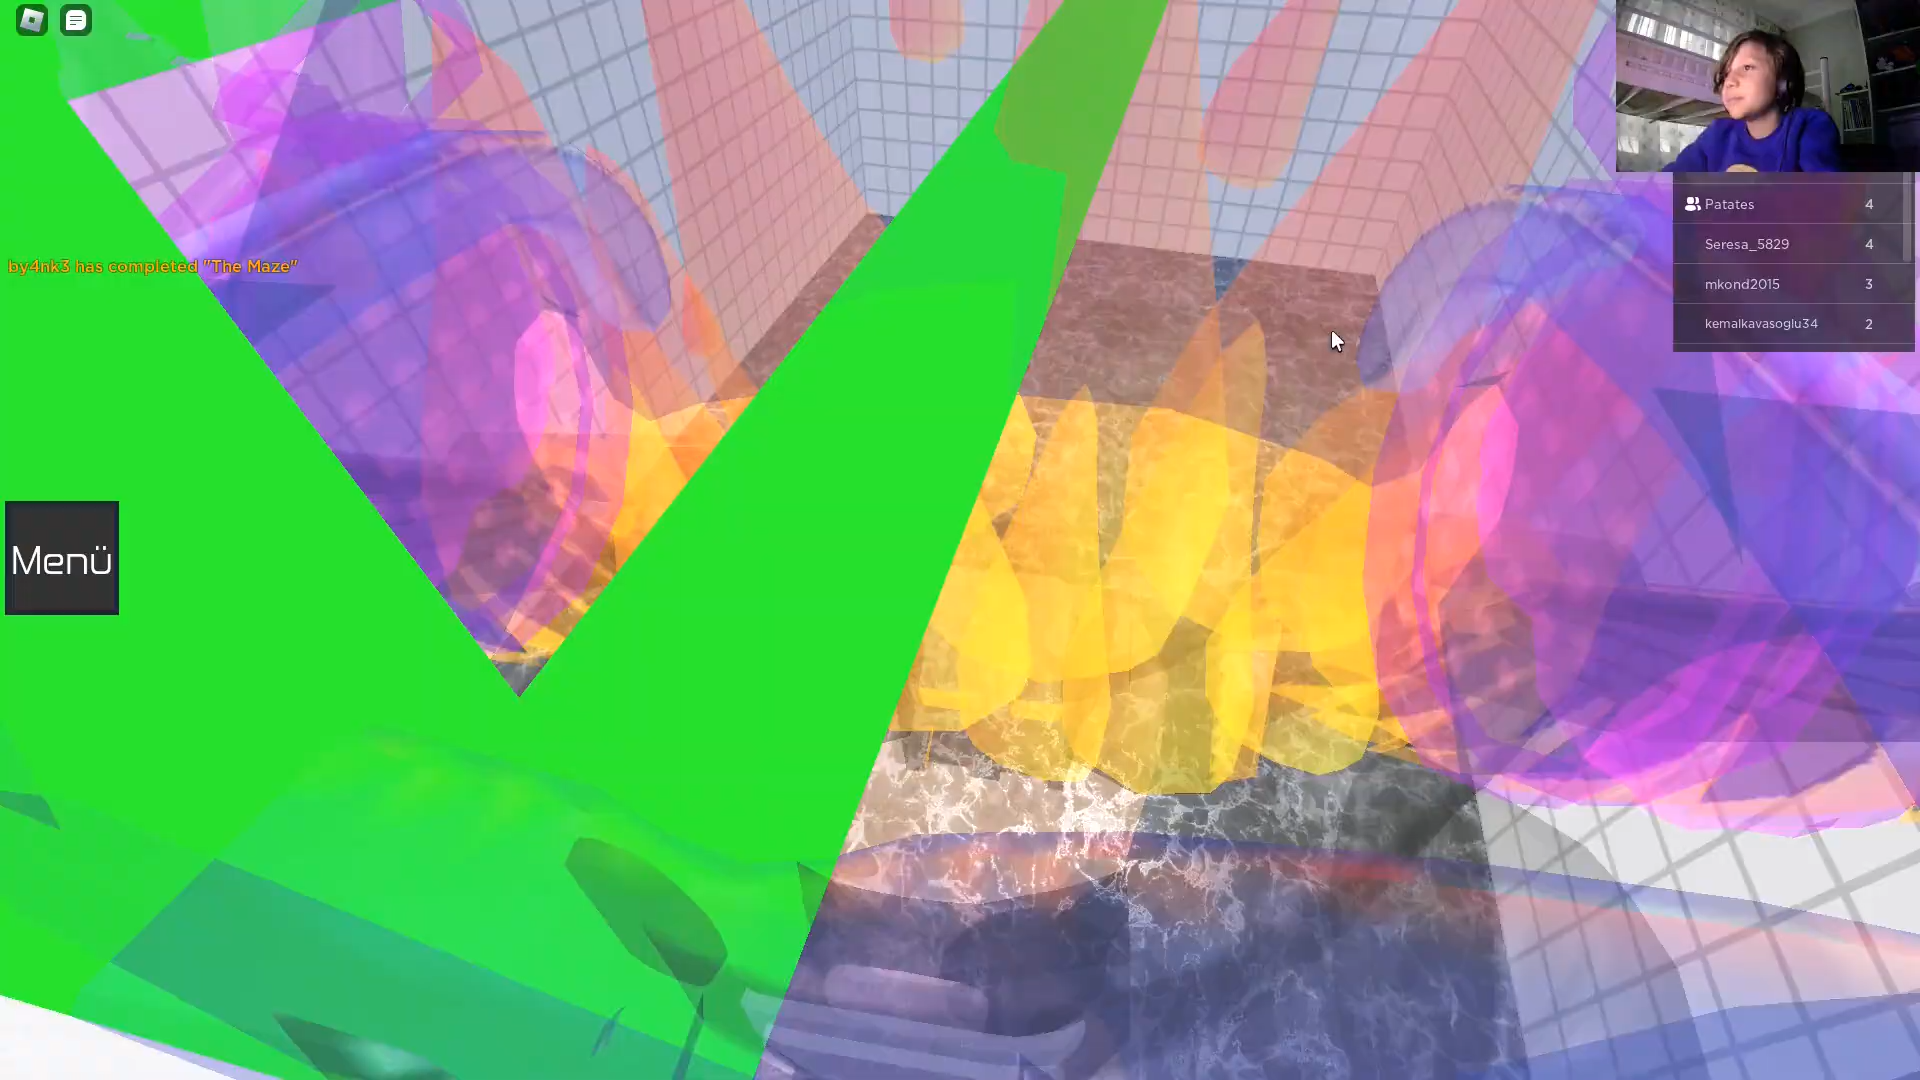 by4nk3 has completed "The Maze"
Patates 4
Seresa_5829 4
mkond2015 3
kemalkavasoglu34 2
Menü